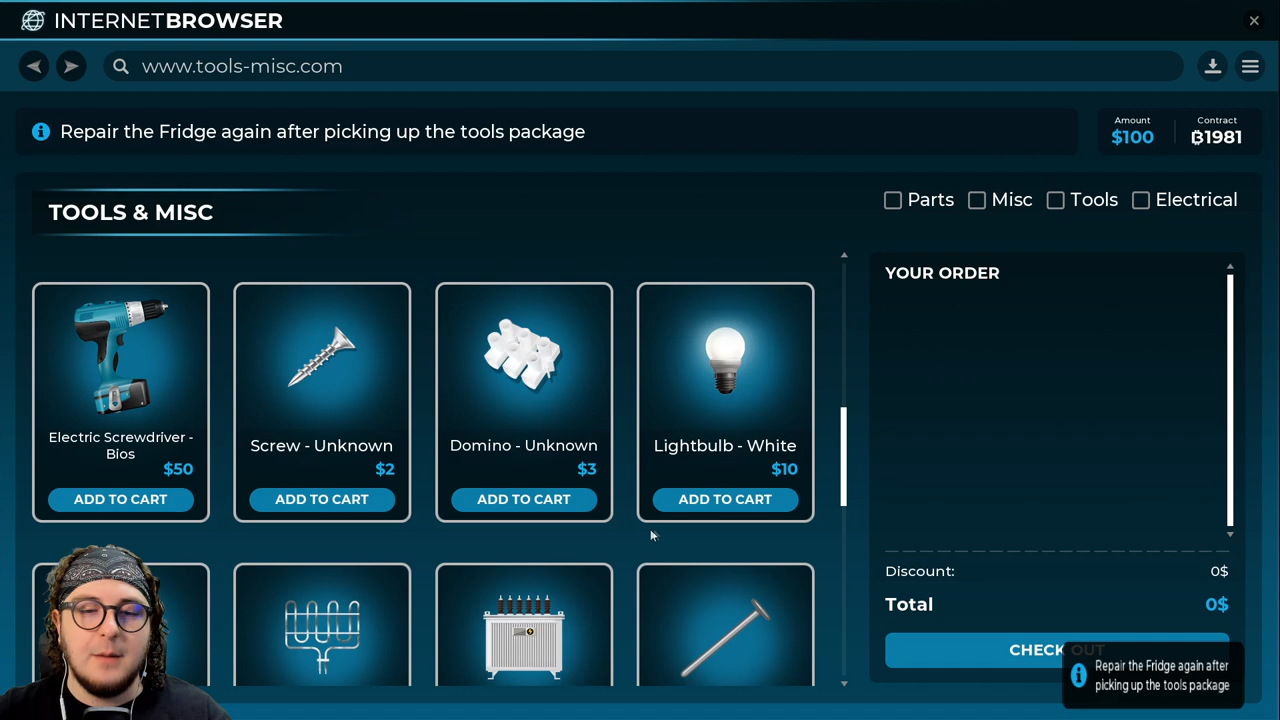 INTERNETBROWSER
www.tools-misc.com
Repair the Fridge again after picking up the tools package
Amount
$100
Contract
₿1981
TOOLS & MISC
Parts
Misc
Tools
Electrical
Electric Screwdriver -
Bios
$50
ADD TO CART
Screw - Unknown
$2
ADD TO CART
Domino - Unknown
$3
ADD TO CART
Lightbulb - White
$10
ADD TO CART
YOUR ORDER
Discount:
0$
Total
0$
CHECK OUT
Repair the Fridge again after
picking up the tools package